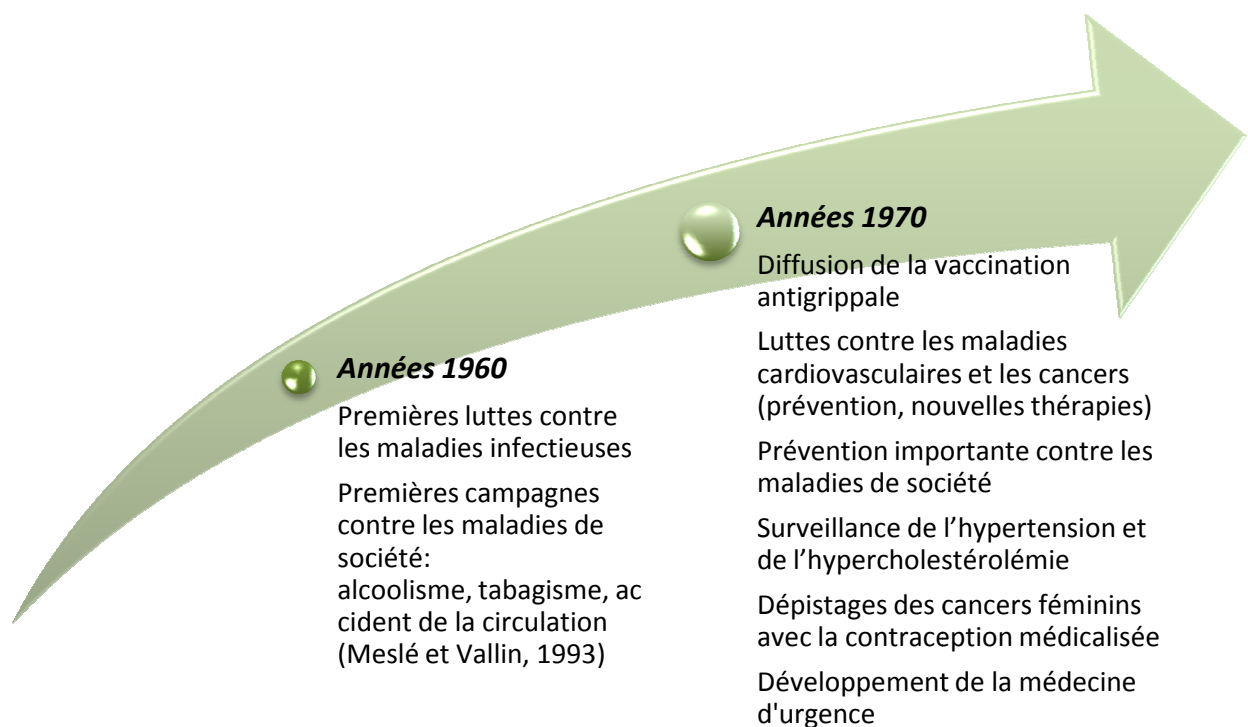 Années 1960
Premières luttes contre
les maladies infectieuses
Premières campagnes
contre les maladies de
société:
alcoolisme, tabagisme, ac
cident de la circulation
(Meslé et Vallin, 1993)
Années 1970
Diffusion de la vaccination
antigrippale
Luttes contre les maladies
cardiovasculaires et les cancers
(prévention, nouvelles thérapies)
Prévention importante contre les
maladies de société
Surveillance de l’hypertension et
de l’hypercholestérolémie
Dépistages des cancers féminins
avec la contraception médicalisée
Développement de la médecine
d'urgence